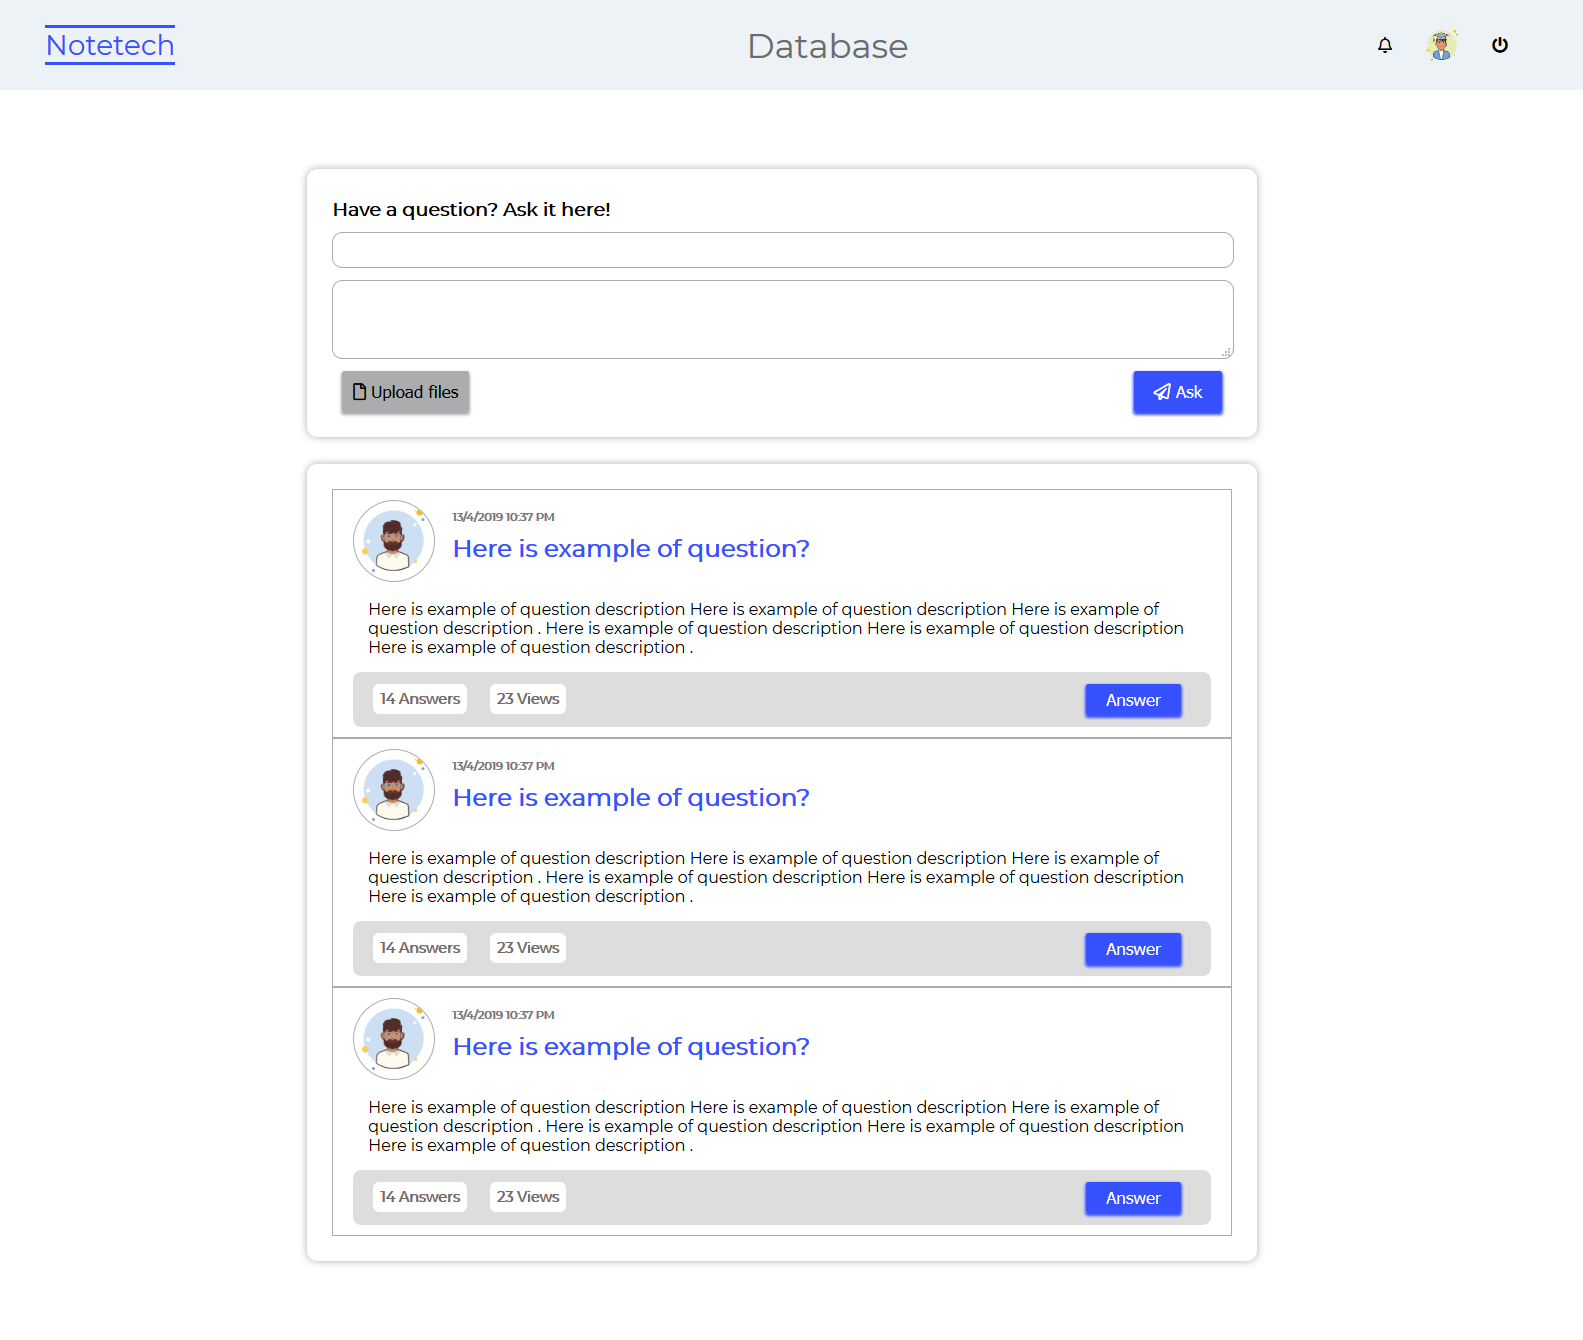 Notetech
Database
Have a question? Ask it here!
Upload files
Ask
13/4/2019 10:37 PM
Here is example of question?
Here is example of question description Here is example of question description Here is example of
question description . Here is example of question description Here is example of question description
Here is example of question description .
14 Answers
23 Views
Answer
13/4/2019 10:37 PM
Here is example of question?
Here is example of question description Here is example of question description Here is example of
question description . Here is example of question description Here is example of question description
Here is example of question description .
14 Answers
23 Views
Answer
13/4/2019 10:37 PM
Here is example of question?
Here is example of question description Here is example of question description Here is example of
question description . Here is example of question description Here is example of question description
Here is example of question description .
14 Answers
23 Views
Answer